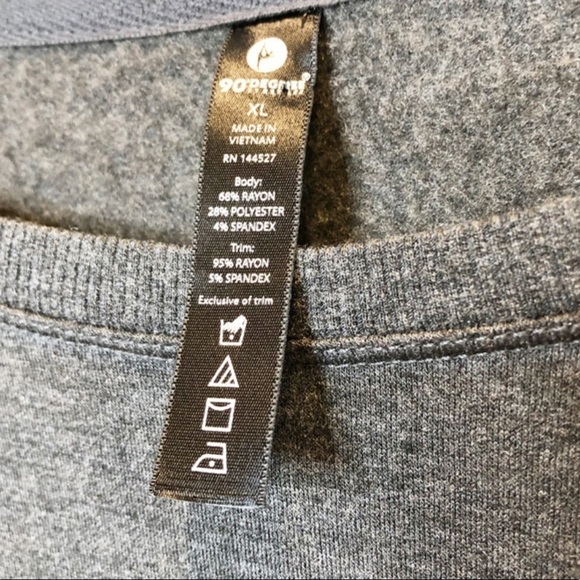 XL
MADE IN
VIETNAM
RN 144527
Body:
68% RAYON
28% POLYESTER
4% SPANDEX
Trim:
95% RAYON
5% SPANDEX
Exclusive of trim